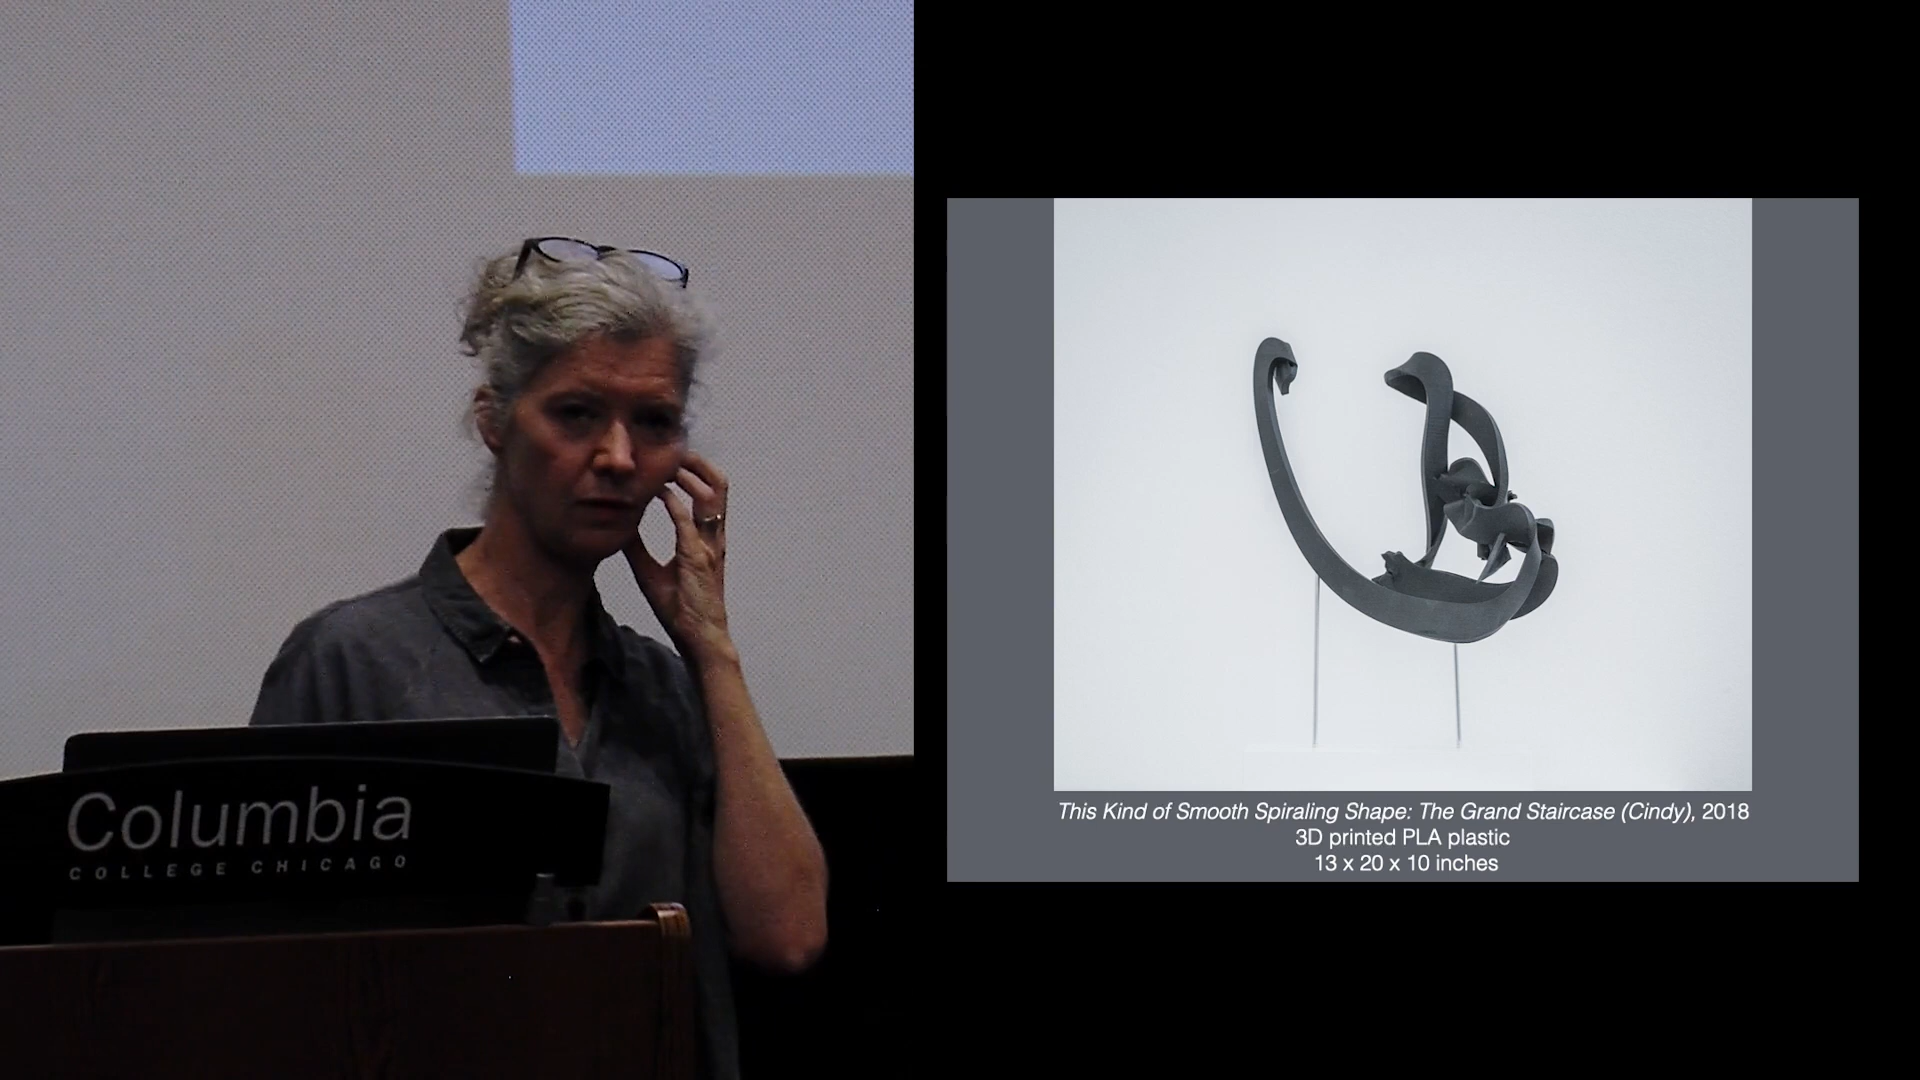 Columbia
COLLEGE CHICAGO
This Kind of Smooth Spiraling Shape: The Grand Staircase (Cindy), 2018
3D printed PLA plastic
13 x 20 x 10 inches